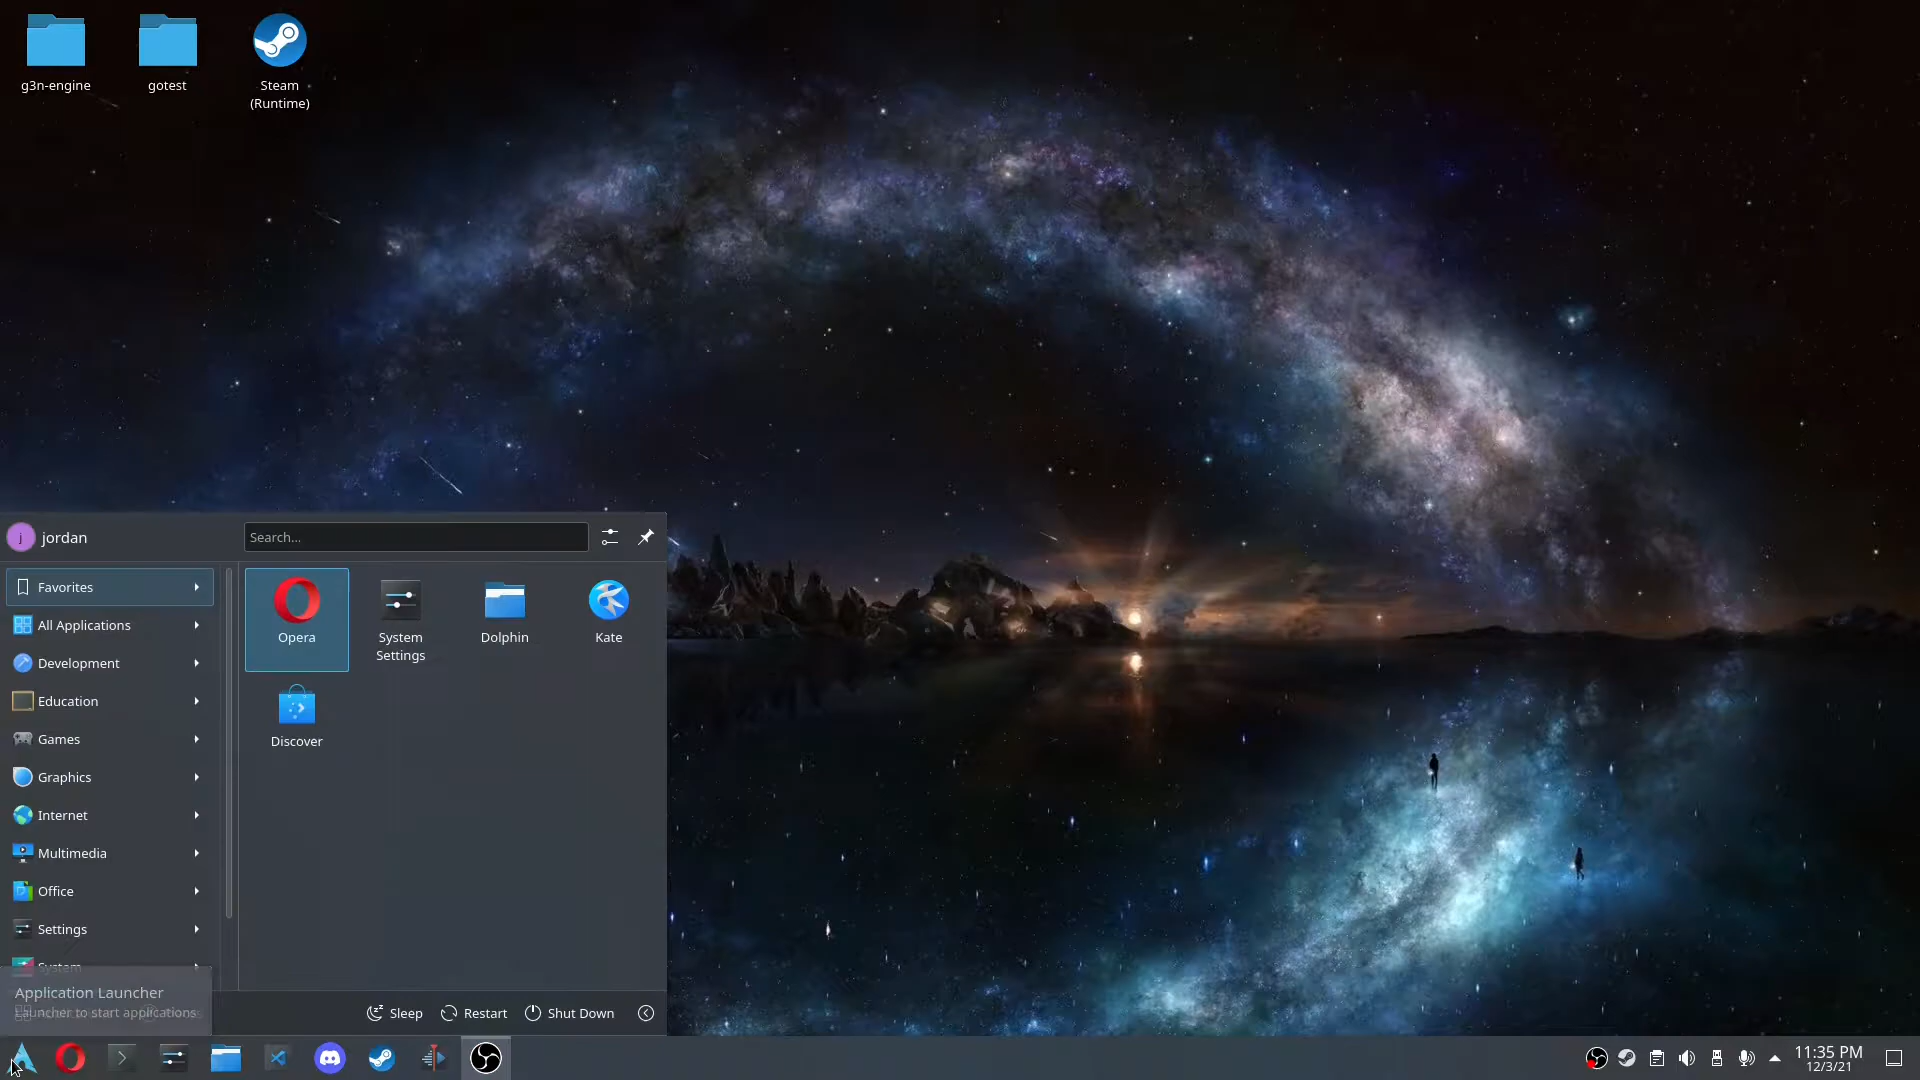 g3n-engine
gotest
Steam
(Runtime)
j
jordan
Search...
Favorites
All Applications
Development
Education
Games
Graphics
Internet
Multimedia
Office
Settings
System
Opera
System
Settings
Dolphin
Kate
Discover
Application Launcher
Launcher to start applications
Sleep
Restart
Shut Down
11:35 PM
12/3/21